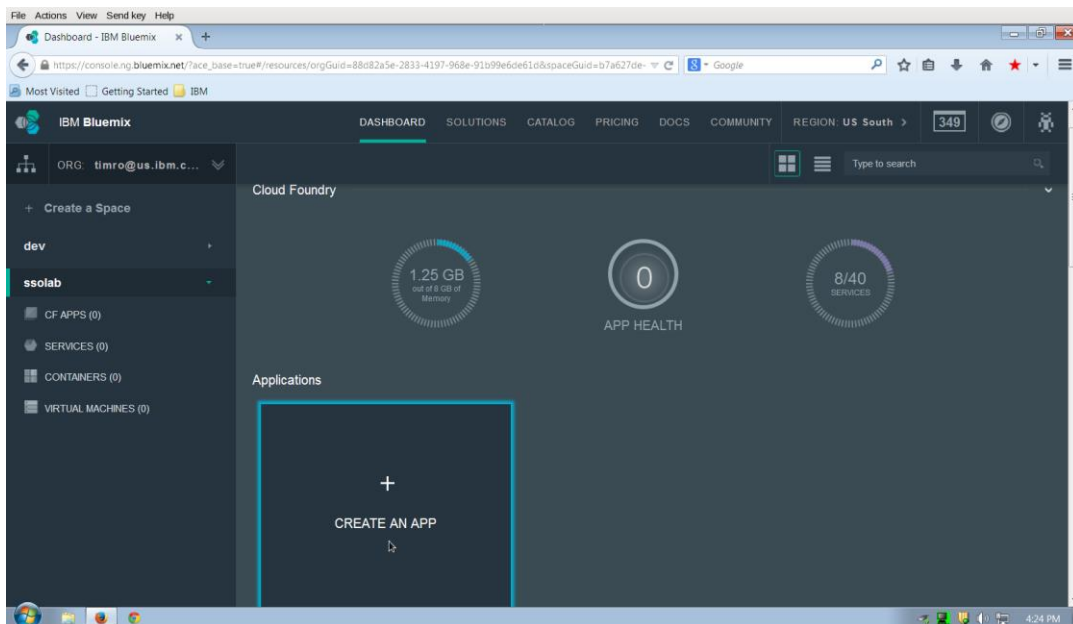 File Actions View Send key Help
Dashboard - IBM Bluemix × +
https://console.ng.bluemix.net/?ace_base=true#/resources/orgGuid=88d82a5e-2833-4197-968e-91b99e6de61d&spaceGuid=b7a627de- Google
Most Visited Getting Started IBM
IBM Bluemix DASHBOARD SOLUTIONS CATALOG PRICING DOCS COMMUNITY REGION: US South > 349
ORG: timro@us.ibm.c... Type to search
Cloud Foundry
+ Create a Space
dev
ssolab
CF APPS (0)
SERVICES (0)
CONTAINERS (0)
VIRTUAL MACHINES (0)
1.25 GB
out of 8 GB of
Memory
0
APP HEALTH
8/40
SERVICES
Applications
+
CREATE AN APP
4:24 PM